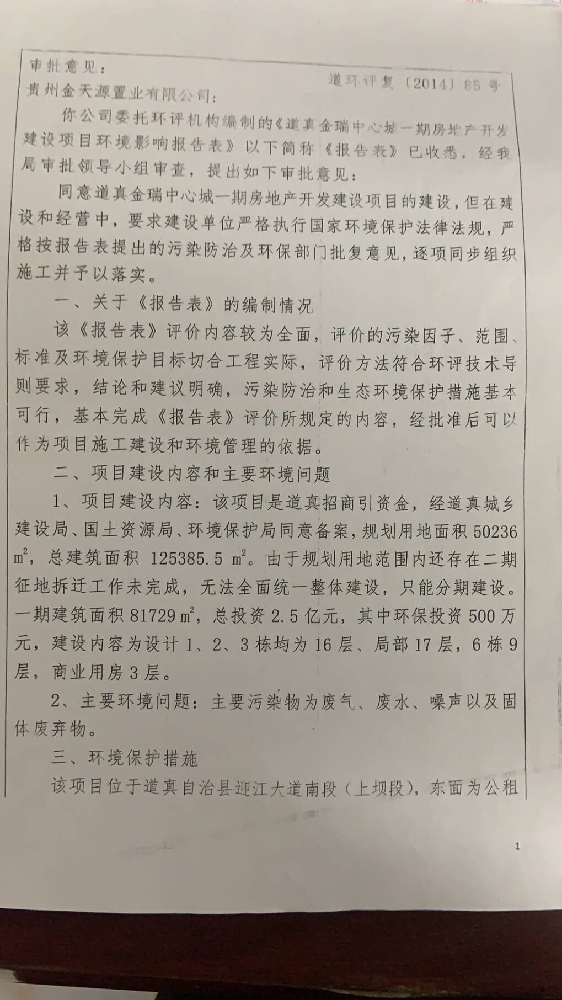 审批意见：
道环评复〔2014〕85号
贵州金天源置业有限公司：
你公司委托环评机构编制的《道真金瑞中心城一期房地产开发
建设项目环境影响报告表》以下简称《报告表》已收悉，经我
局审批领导小组审查，提出如下审批意见：
同意道真金瑞中心城一期房地产开发建设项目的建设，但在建
设和经营中，要求建设单位严格执行国家环境保护法律法规，严
格按报告表提出的污染防治及环保部门批复意见，逐项同步组织
施工并予以落实。
一、关于《报告表》的编制情况
该《报告表》评价内容较为全面，评价的污染因子、范围、
标准及环境保护目标切合工程实际，评价方法符合环评技术导
则要求，结论和建议明确，污染防治和生态环境保护措施基本
可行，基本完成《报告表》评价所规定的内容，经批准后可以
作为项目施工建设和环境管理的依据。
二、项目建设内容和主要环境问题
1、项目建设内容：该项目是道真招商引资金，经道真城乡
建设局、国土资源局、环境保护局同意备案，规划用地面积 50236
m²，总建筑面积 125385.5 m²。由于规划用地范围内还存在二期
征地拆迁工作未完成，无法全面统一整体建设，只能分期建设。
一期建筑面积 81729 m²，总投资 2.5 亿元，其中环保投资 500 万
元，建设内容为设计 1、2、3 栋均为 16 层、局部 17 层，6 栋 9
层，商业用房 3 层。
2、主要环境问题：主要污染物为废气、废水、噪声以及固
体废弃物。
三、环境保护措施
该项目位于道真自治县迎江大道南段（上坝段），东面为公租
1